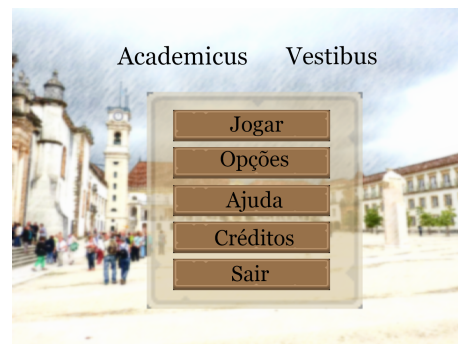 Academicus Vestibus
Jogar
Opções
Ajuda
Créditos
Sair